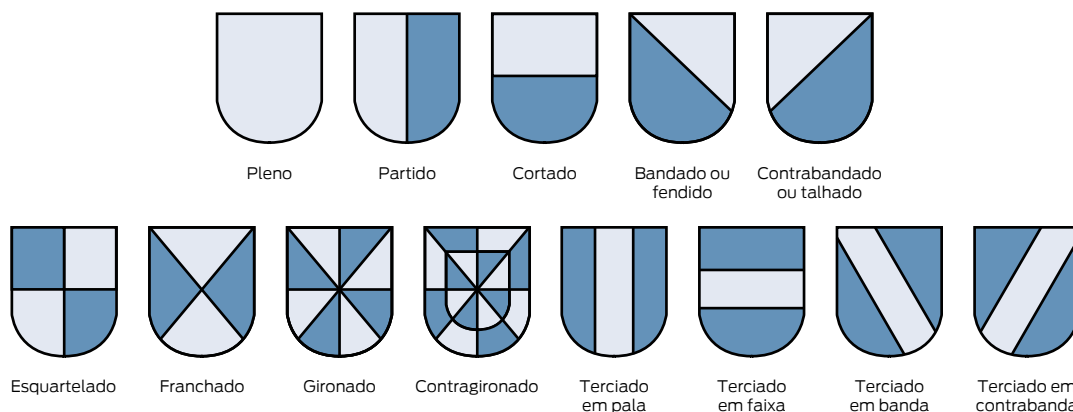 Pleno
Partido
Cortado
Bandado ou
fendido
Contrabandado
ou talhado
Esquartelado
Franchado
Gironado
Contragironado
Terciado
em pala
Terciado
em faixa
Terciado
em banda
Terciado em
contrabanda